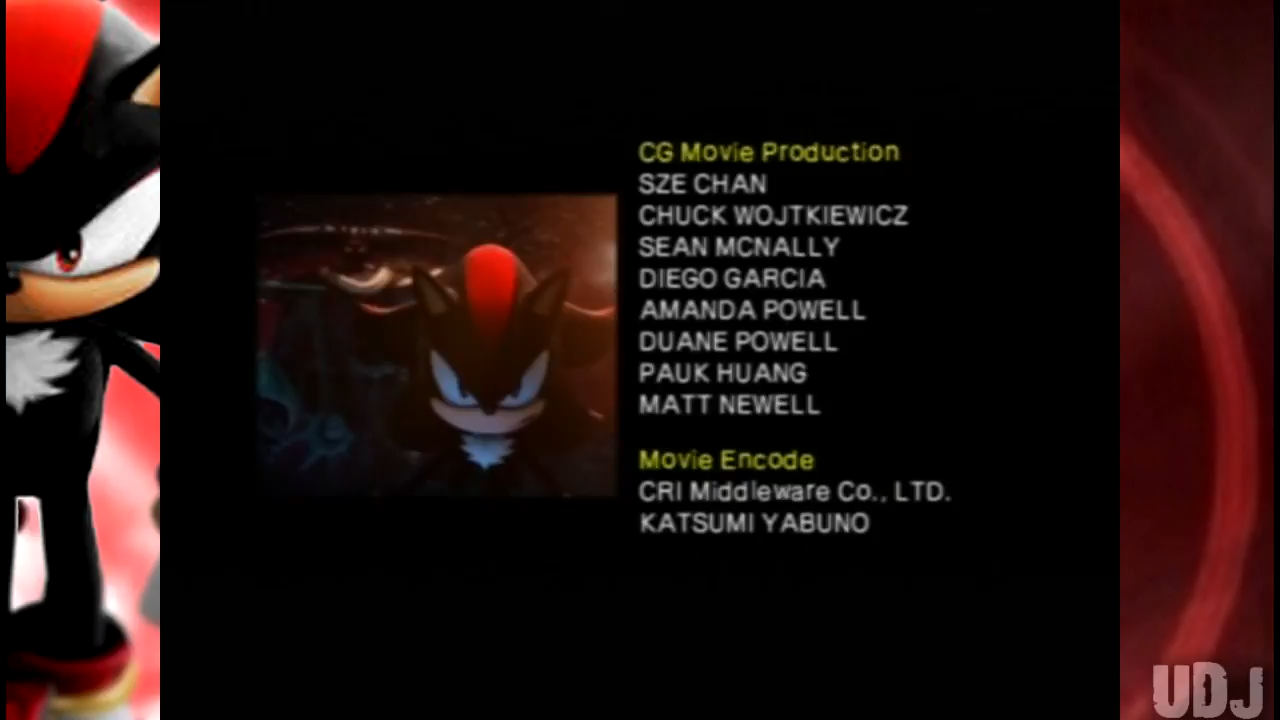 CG Movie Production
SZE CHAN
CHUCK WOJTKIEWICZ
SEAN MCNALLY
DIEGO GARCIA
AMANDA POWELL
DUANE POWELL
PAUK HUANG
MATT NEWELL
Movie Encode
CRI Middleware Co., LTD.
KATSUMI YABUNO
UDJ